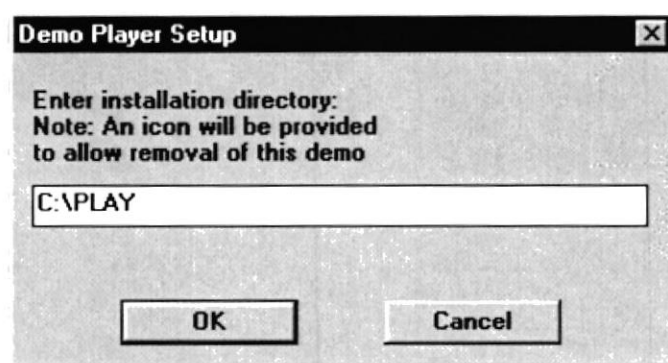 Demo Player Setup
Enter installation directory:
Note: An icon will be provided
to allow removal of this demo
C:\PLAY
OK
Cancel